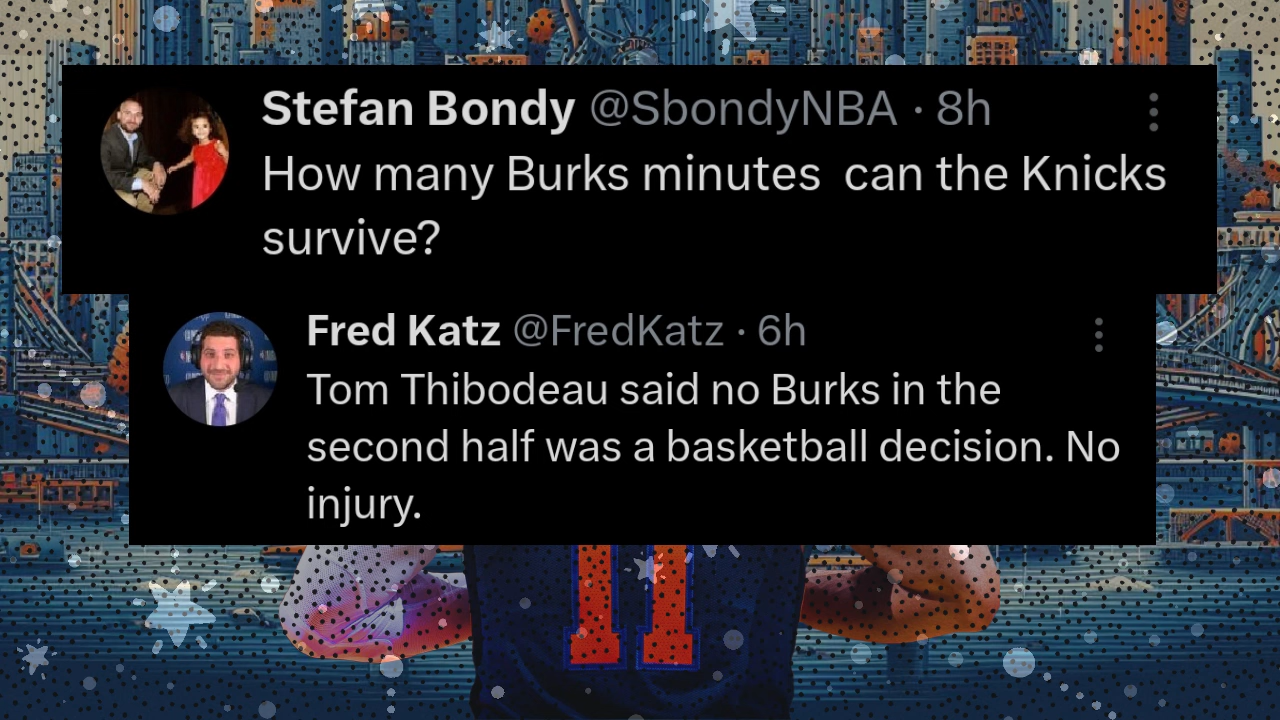 Stefan Bondy @SbondyNBA · 8h
How many Burks minutes  can the Knicks
survive?
Fred Katz @FredKatz · 6h
Tom Thibodeau said no Burks in the
second half was a basketball decision. No
injury.
11